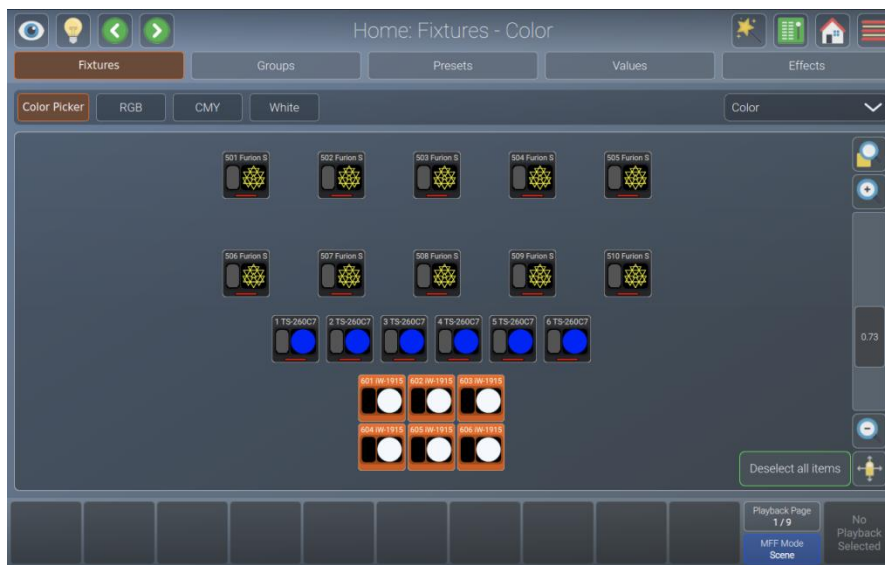 Home: Fixtures - Color
Fixtures
Groups
Presets
Values
Effects
Color Picker
RGB
CMY
White
Color
501 Furion S
502 Furion S
503 Furion S
504 Furion S
505 Furion S
506 Furion S
507 Furion S
508 Furion S
509 Furion S
510 Furion S
1 TS-260C7
2 TS-260C7
3 TS-260C7
4 TS-260C7
5 TS-260C7
6 TS-260C7
0.73
601 IW-1915
602 IW-1915
603 IW-1915
604 IW-1915
605 IW-1915
606 IW-1915
Deselect all items
Playback Page
1 / 9
MFF Mode
Scene
No
Playback
Selected